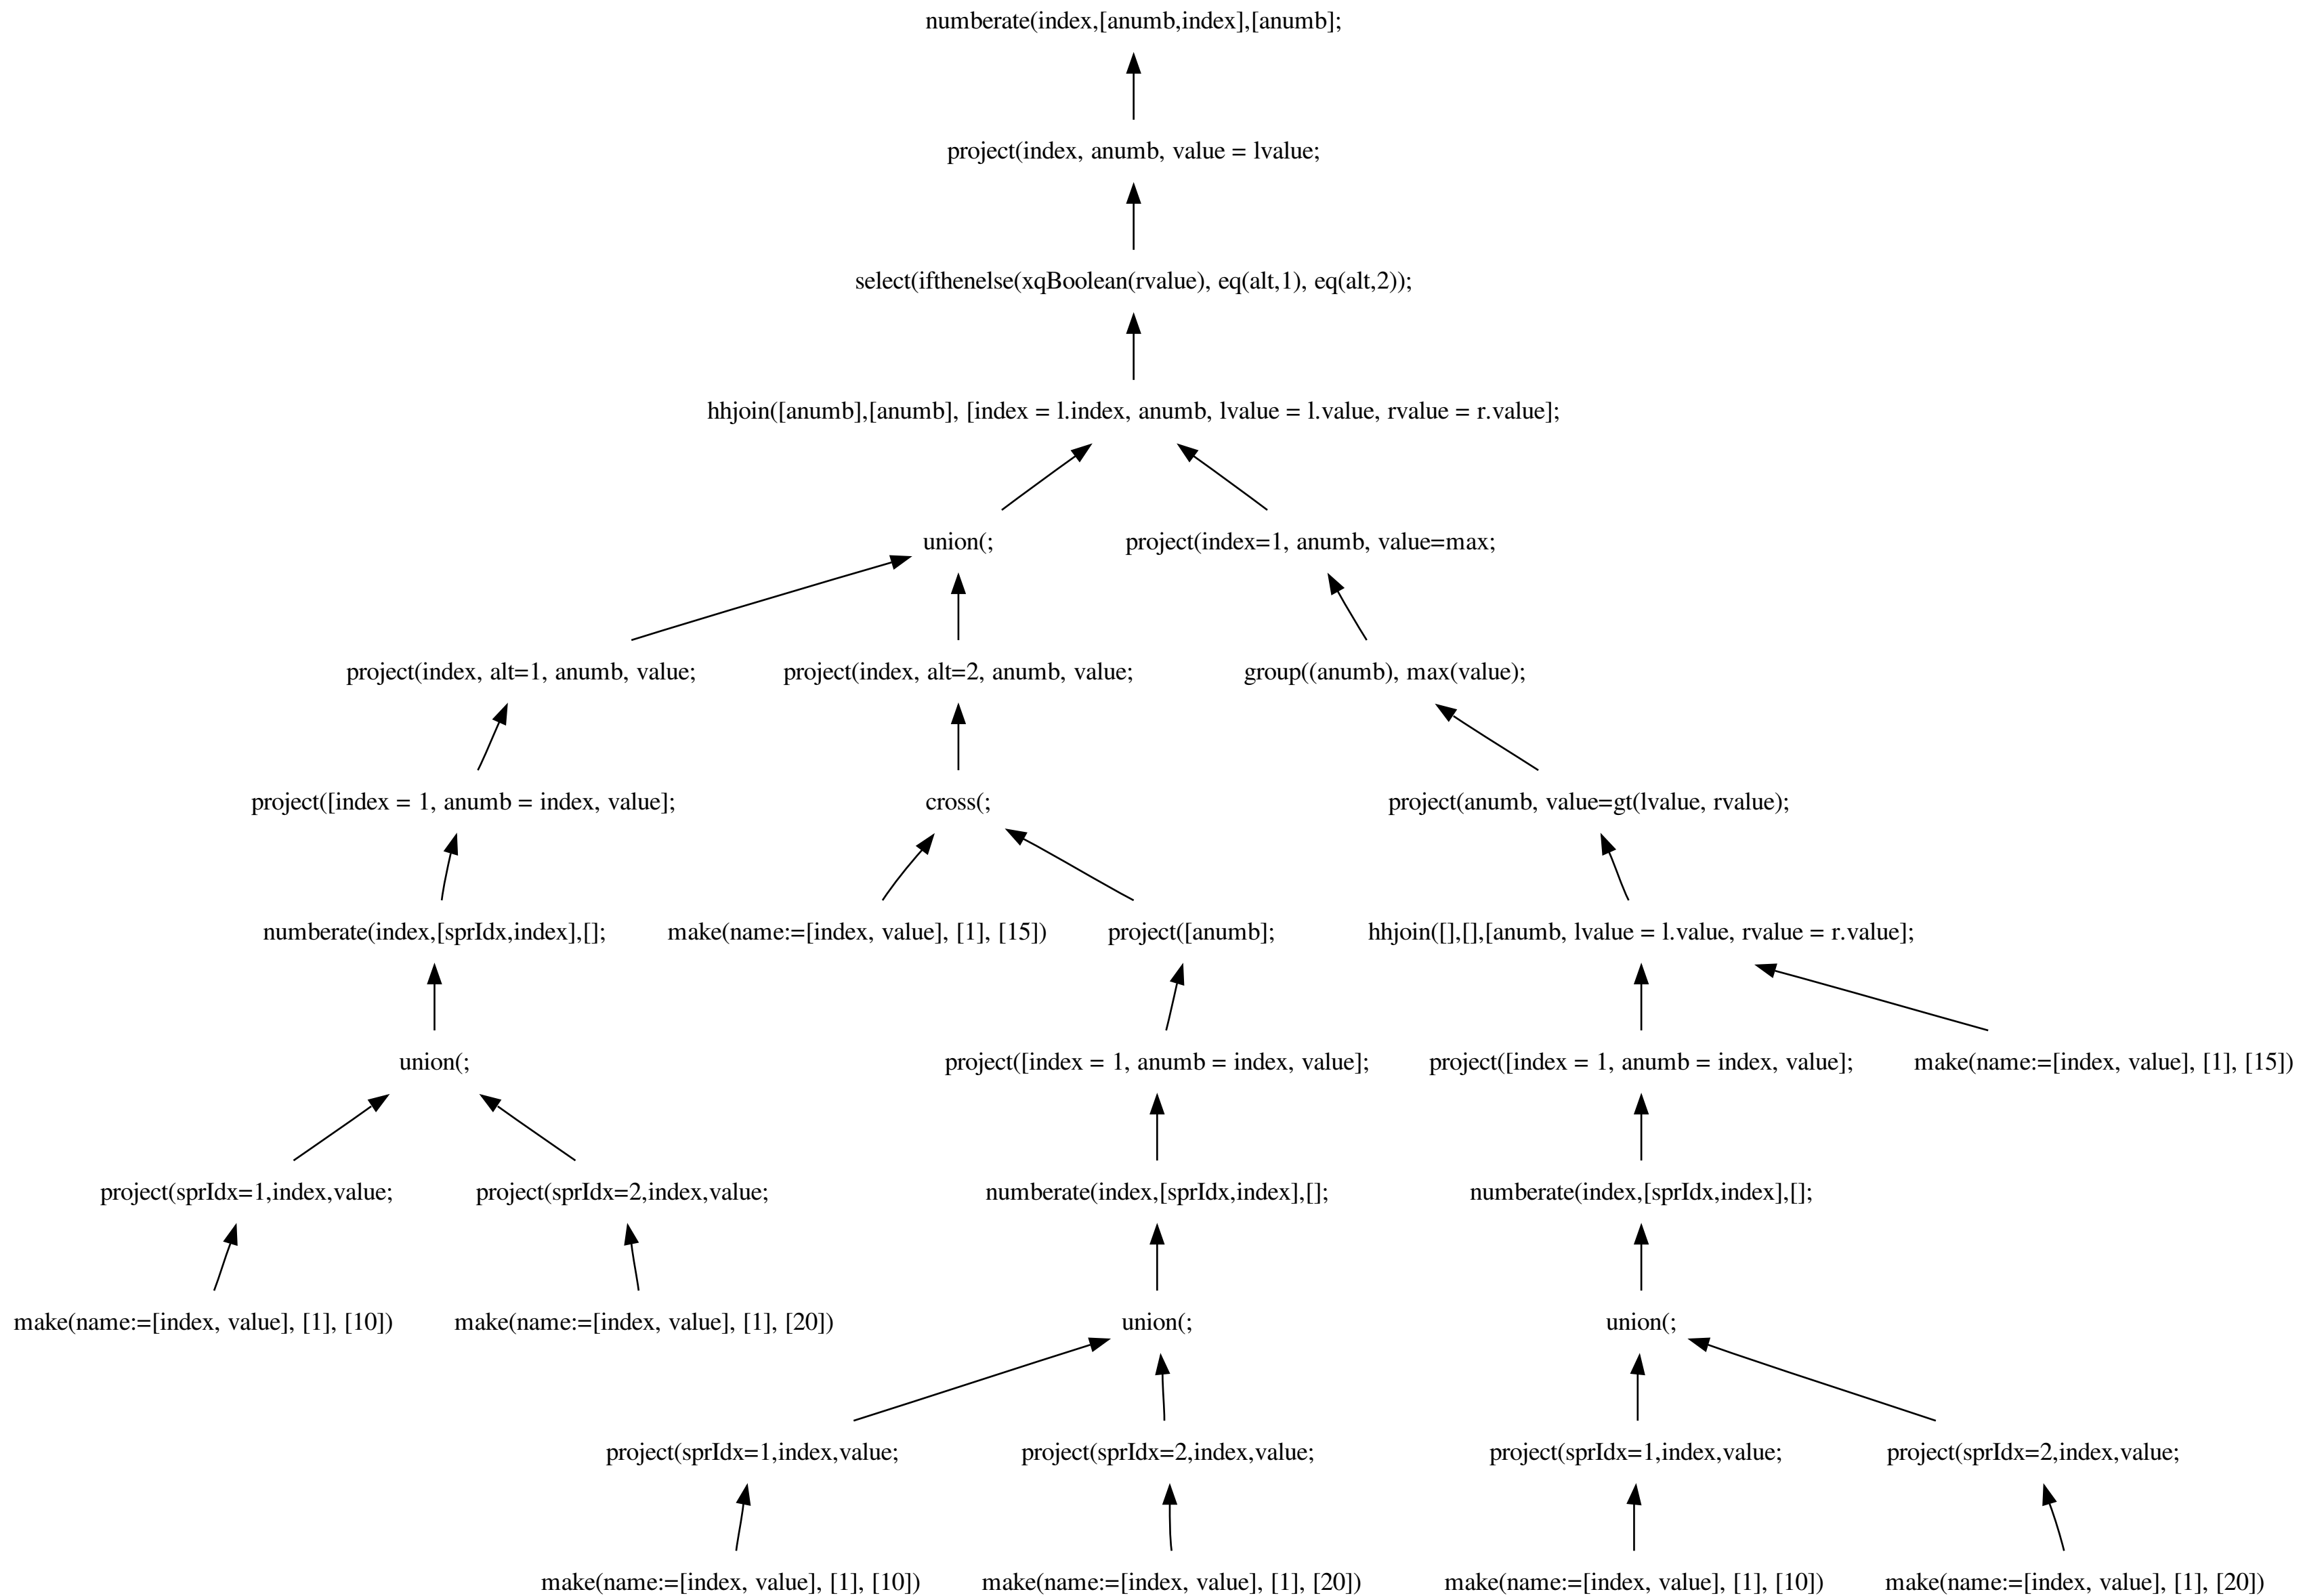 numberate(index,[anumb,index],[anumb];
project(index, anumb, value = lvalue;
select(ifthenelse(xqBoolean(rvalue), eq(alt,1), eq(alt,2));
hhjoin([anumb],[anumb], [index = l.index, anumb, lvalue = l.value, rvalue = r.value];
union(;
project(index=1, anumb, value=max;
project(index, alt=1, anumb, value;
project(index, alt=2, anumb, value;
group((anumb), max(value);
project([index = 1, anumb = index, value];
cross(;
project(anumb, value=gt(lvalue, rvalue);
numberate(index,[sprIdx,index],[];
make(name:=[index, value], [1], [15])
project([anumb];
hhjoin([],[],[anumb, lvalue = l.value, rvalue = r.value];
union(;
project([index = 1, anumb = index, value];
project([index = 1, anumb = index, value];
make(name:=[index, value], [1], [15])
project(sprIdx=1,index,value;
project(sprIdx=2,index,value;
numberate(index,[sprIdx,index],[];
numberate(index,[sprIdx,index],[];
make(name:=[index, value], [1], [10])
make(name:=[index, value], [1], [20])
union(;
union(;
project(sprIdx=1,index,value;
project(sprIdx=2,index,value;
project(sprIdx=1,index,value;
project(sprIdx=2,index,value;
make(name:=[index, value], [1], [10])
make(name:=[index, value], [1], [20])
make(name:=[index, value], [1], [10])
make(name:=[index, value], [1], [20])